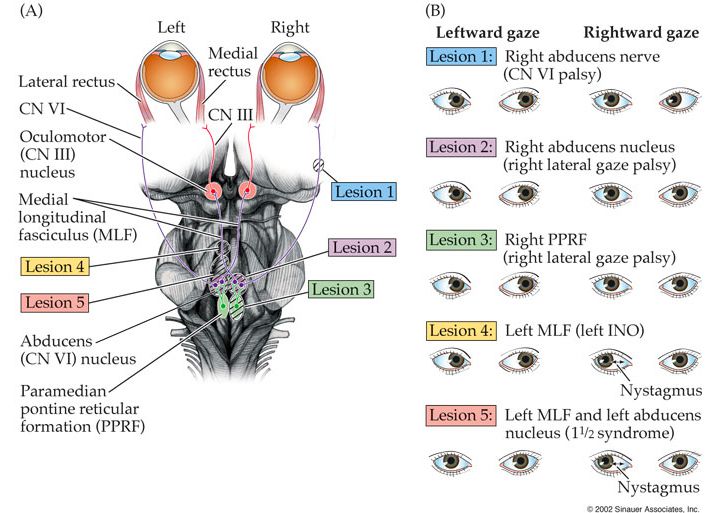 (A)
Left
Right
Medial
rectus
Lateral rectus
CN VI
CN III
Oculomotor
(CN III)
nucleus
Lesion 1
Medial
longitudinal
fasciculus (MLF)
Lesion 2
Lesion 4
Lesion 3
Lesion 5
Abducens
(CN VI) nucleus
Paramedian
pontine reticular
formation (PPRF)
(B)
Leftward gaze
Rightward gaze
Lesion 1: Right abducens nerve
(CN VI palsy)
Lesion 2: Right abducens nucleus
(right lateral gaze palsy)
Lesion 3: Right PPRF
(right lateral gaze palsy)
Lesion 4: Left MLF (left INO)
Nystagmus
Lesion 5: Left MLF and left abducens
nucleus (1 1/2 syndrome)
Nystagmus
© 2002 Sinauer Associates, Inc.